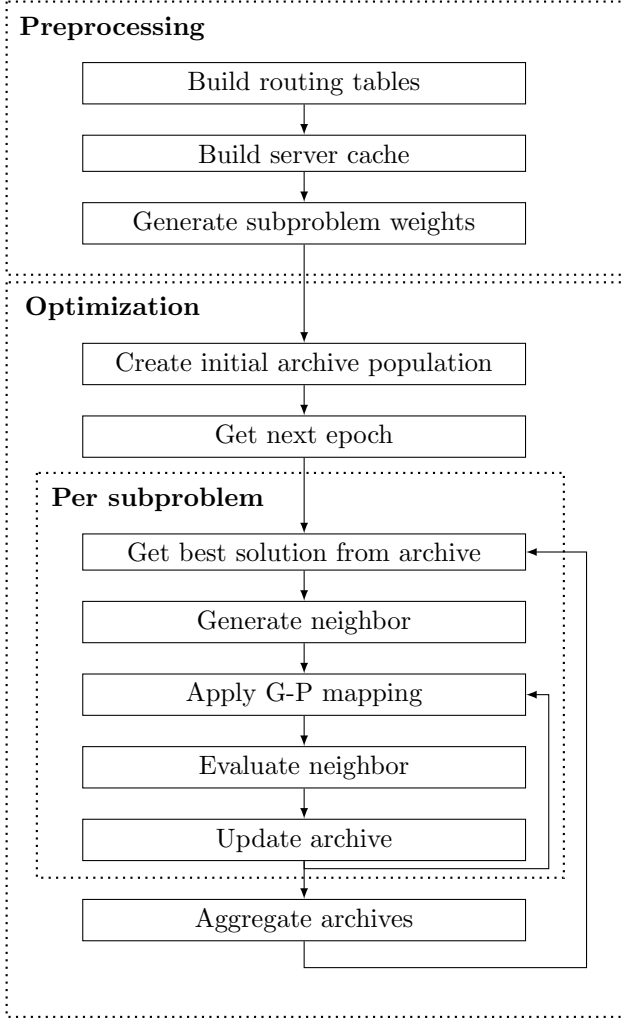 Preprocessing
Build routing tables
Build server cache
Generate subproblem weights
Optimization
Create initial archive population
Get next epoch
Per subproblem
Get best solution from archive
Generate neighbor
Apply G-P mapping
Evaluate neighbor
Update archive
Aggregate archives